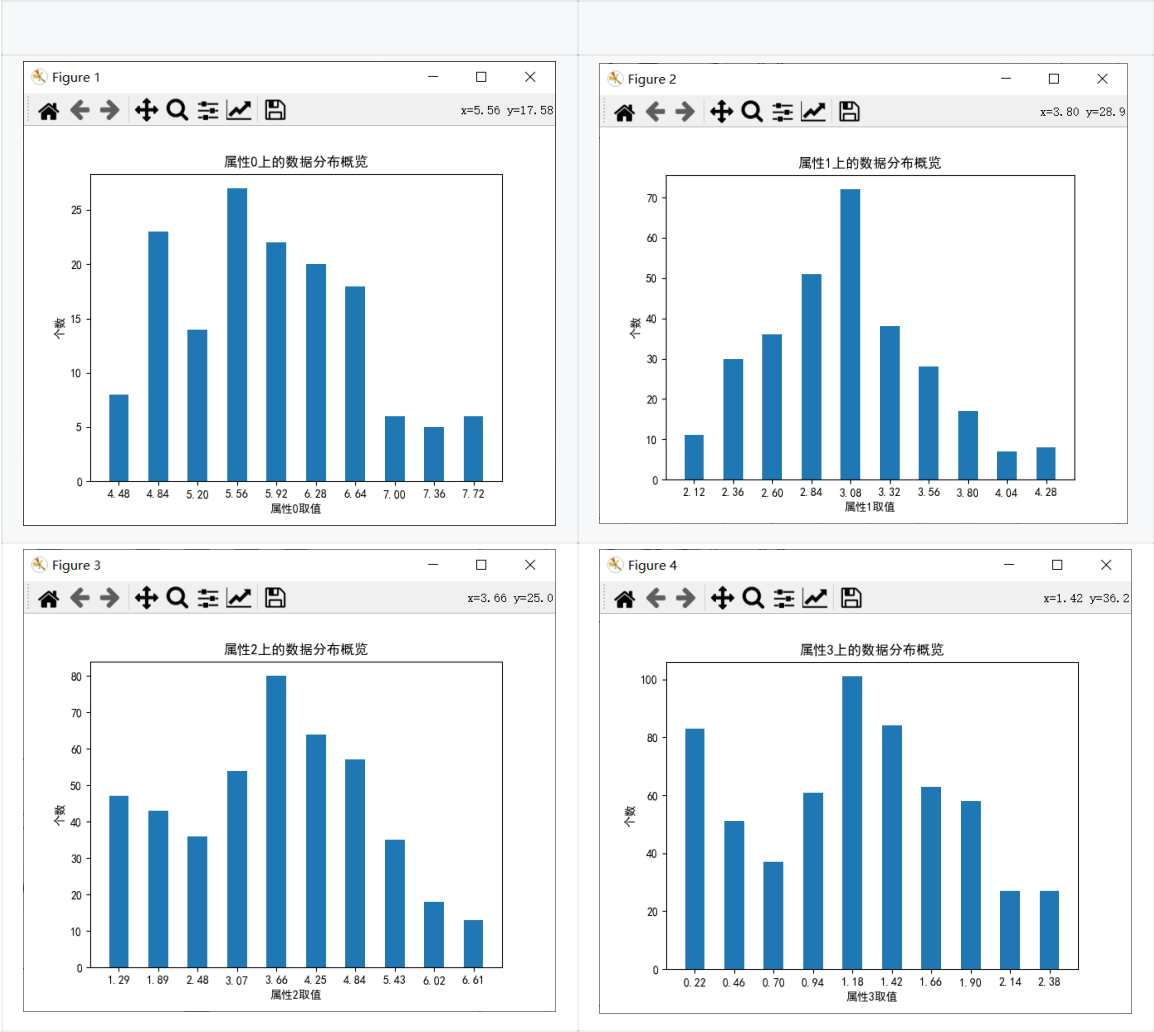 Figure 1
x=5.56 y=17.58
属性0上的数据分布概览
25
20
15
10
5
0
个数
4.48 4.84 5.20 5.56 5.92 6.28 6.64 7.00 7.36 7.72
属性0取值
Figure 2
x=3.80 y=28.9
属性1上的数据分布概览
70
60
50
40
30
20
10
0
个数
2.12 2.36 2.60 2.84 3.08 3.32 3.56 3.80 4.04 4.28
属性1取值
Figure 3
x=3.66 y=25.0
属性2上的数据分布概览
80
70
60
50
40
30
20
10
0
个数
1.29 1.89 2.48 3.07 3.66 4.25 4.84 5.43 6.02 6.61
属性2取值
Figure 4
x=1.42 y=36.2
属性3上的数据分布概览
100
80
60
40
20
0
个数
0.22 0.46 0.70 0.94 1.18 1.42 1.66 1.90 2.14 2.38
属性3取值